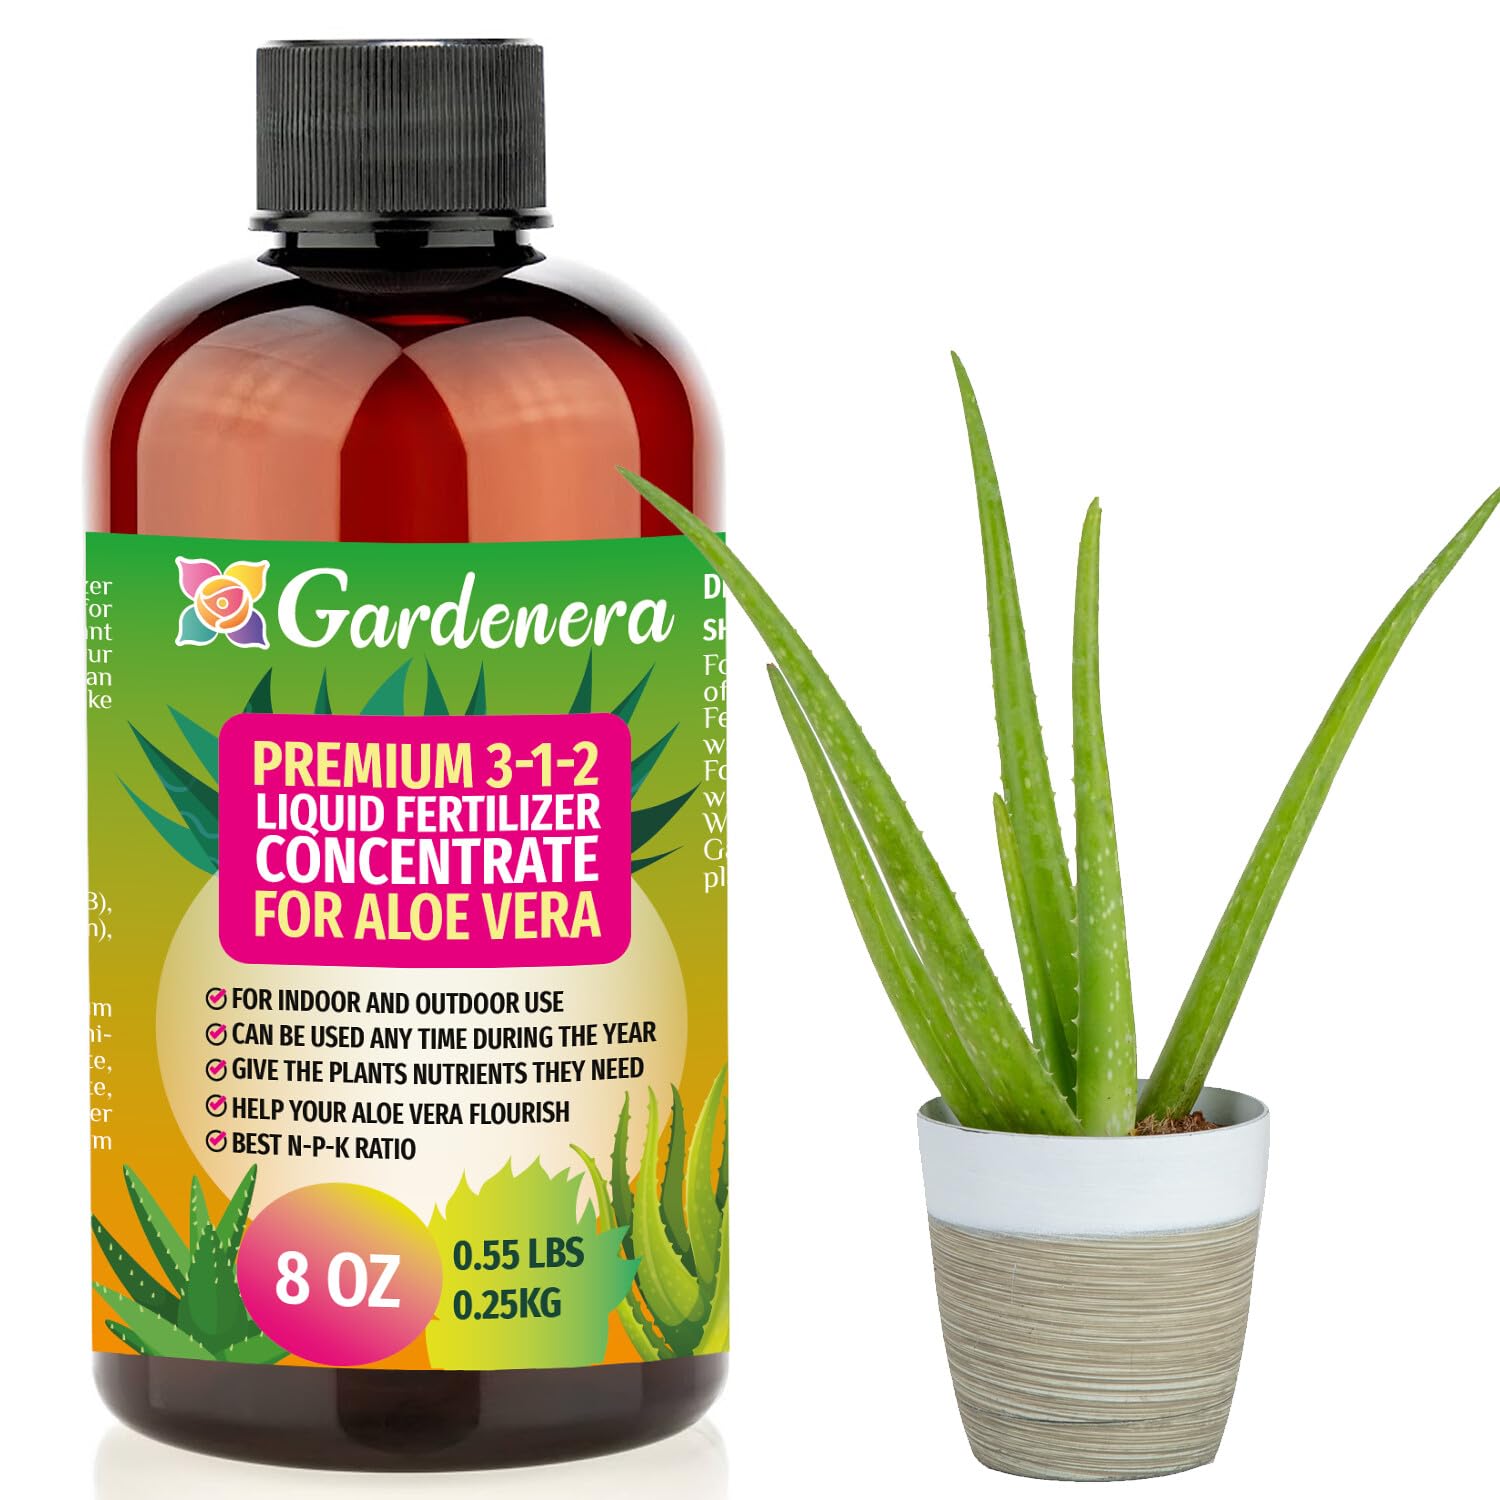 Gardenera
PREMIUM 3-1-2
LIQUID FERTILIZER
CONCENTRATE
FOR ALOE VERA
FOR INDOOR AND OUTDOOR USE
CAN BE USED ANY TIME DURING THE YEAR
GIVE THE PLANTS NUTRIENTS THEY NEED
HELP YOUR ALOE VERA FLOURISH
BEST N-P-K RATIO
8 OZ
0.55 LBS
0.25KG